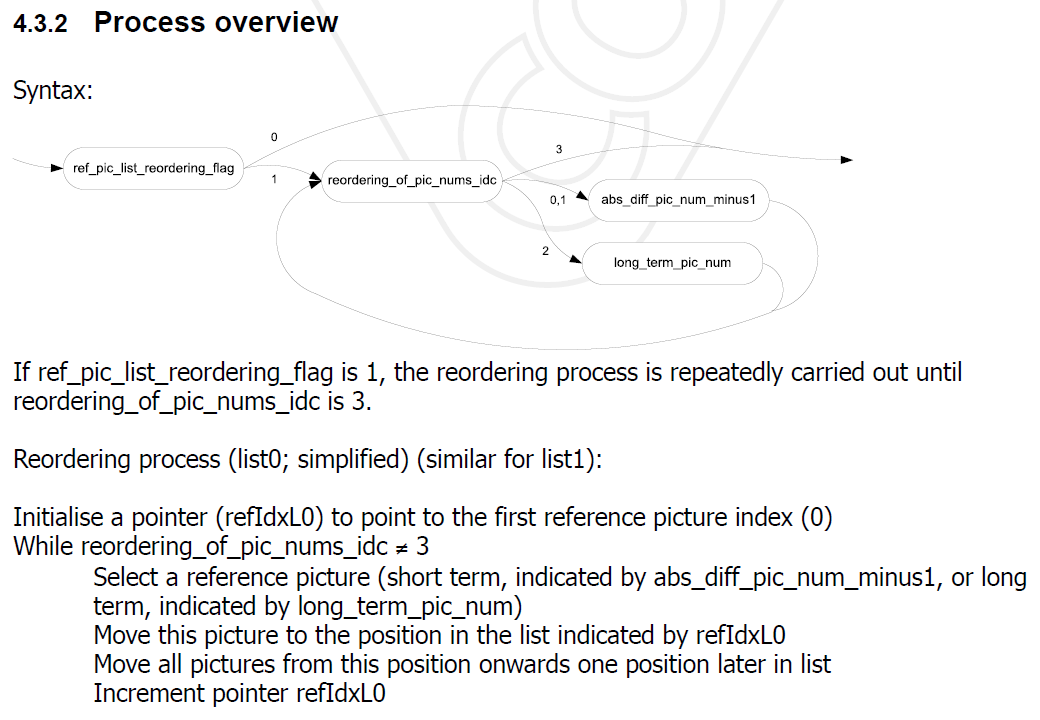 4.3.2 Process overview
Syntax:
0
3
ref_pic_list_reordering_flag
1
reordering_of_pic_nums_idc
0,1
abs_diff_pic_num_minus1
2
long_term_pic_num
If ref_pic_list_reordering_flag is 1, the reordering process is repeatedly carried out until
reordering_of_pic_nums_idc is 3.
Reordering process (list0; simplified) (similar for list1):
Initialise a pointer (refIdxL0) to point to the first reference picture index (0)
While reordering_of_pic_nums_idc ≠ 3
Select a reference picture (short term, indicated by abs_diff_pic_num_minus1, or long
term, indicated by long_term_pic_num)
Move this picture to the position in the list indicated by refIdxL0
Move all pictures from this position onwards one position later in list
Increment pointer refIdxL0